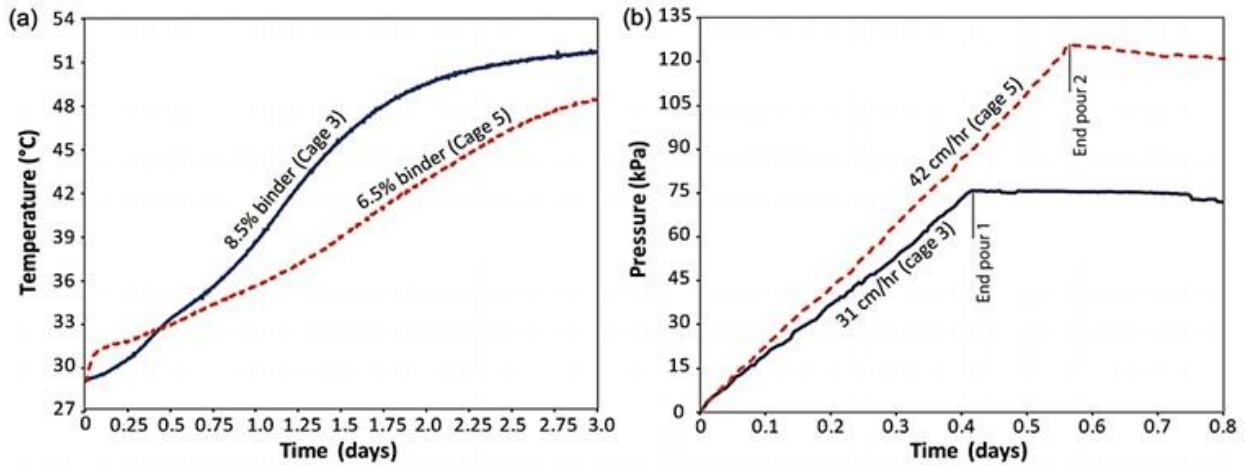 (a)
54
51
48
45
42
39
36
33
30
27
Temperature (°C)
8.5% binder (Cage 3)
6.5% binder (Cage 5)
0 0.25 0.5 0.75 1.0 1.25 1.5 1.75 2.0 2.25 2.5 2.75 3.0
Time (days)
(b)
135
120
105
90
75
60
45
30
15
0
Pressure (kPa)
42 cm/hr (cage 5)
31 cm/hr (cage 3)
End pour 2
End pour 1
0 0.1 0.2 0.3 0.4 0.5 0.6 0.7 0.8
Time (days)